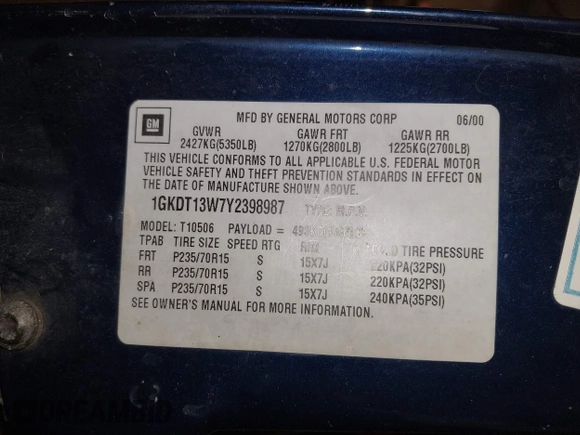 GM
MFD BY GENERAL MOTORS CORP 06/00
GVWR GAWR FRT GAWR RR
2427KG(5350LB) 1270KG(2800LB) 1225KG(2700LB)
THIS VEHICLE CONFORMS TO ALL APPLICABLE U.S. FEDERAL MOTOR
VEHICLE SAFETY AND THEFT PREVENTION STANDARDS IN EFFECT ON
THE DATE OF MANUFACTURE SHOWN ABOVE.
1GKDT13W7Y2398987 TYPE: M.P.V.
MODEL: T10506 PAYLOAD =
TPAB TIRE SIZE SPEED RTG RIM TIRE PRESSURE
FRT P235/70R15 S 15X7J 220KPA(32PSI)
RR P235/70R15 S 15X7J 220KPA(32PSI)
SPA P235/70R15 S 15X7J 240KPA(35PSI)
SEE OWNER'S MANUAL FOR MORE INFORMATION.
DREAMBID